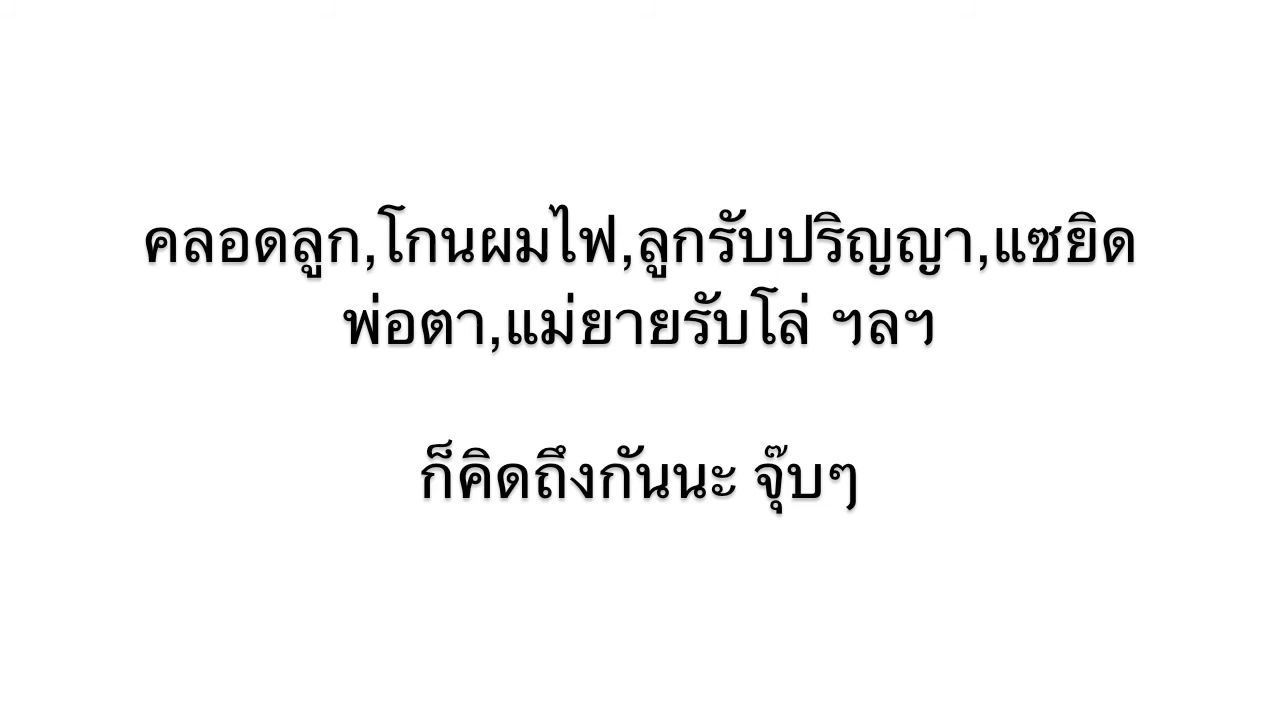 คลอดลูก,โกนผมไฟ,ลูกรับปริญญา,แซยิด
พ่อตา,แม่ยายรับโล่ ฯลฯ
ก็คิดถึงกันนะ จุ๊บๆ